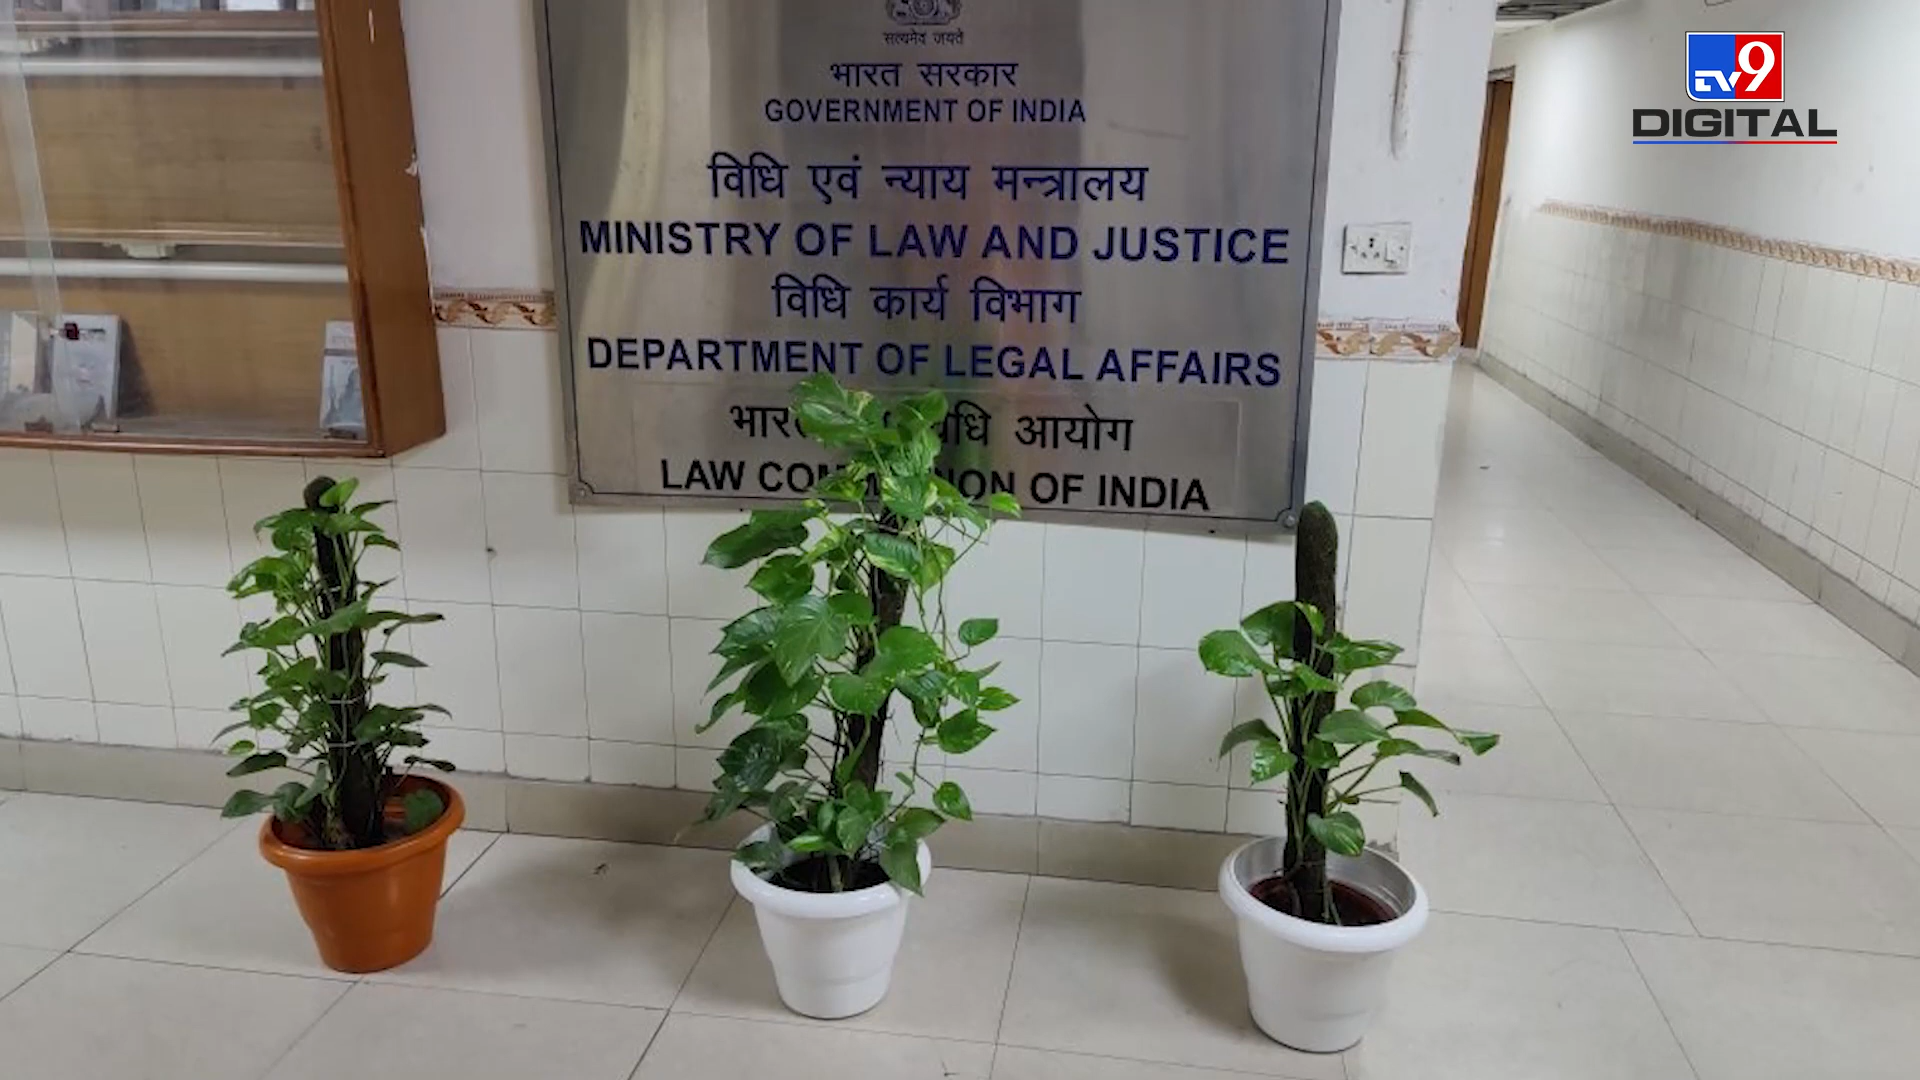 सत्यमेव जयते
भारत सरकार
GOVERNMENT OF INDIA
विधि एवं न्याय मन्त्रालय
MINISTRY OF LAW AND JUSTICE
विधि कार्य विभाग
DEPARTMENT OF LEGAL AFFAIRS
आयोग
LAW OF INDIA
TV9
DIGITAL